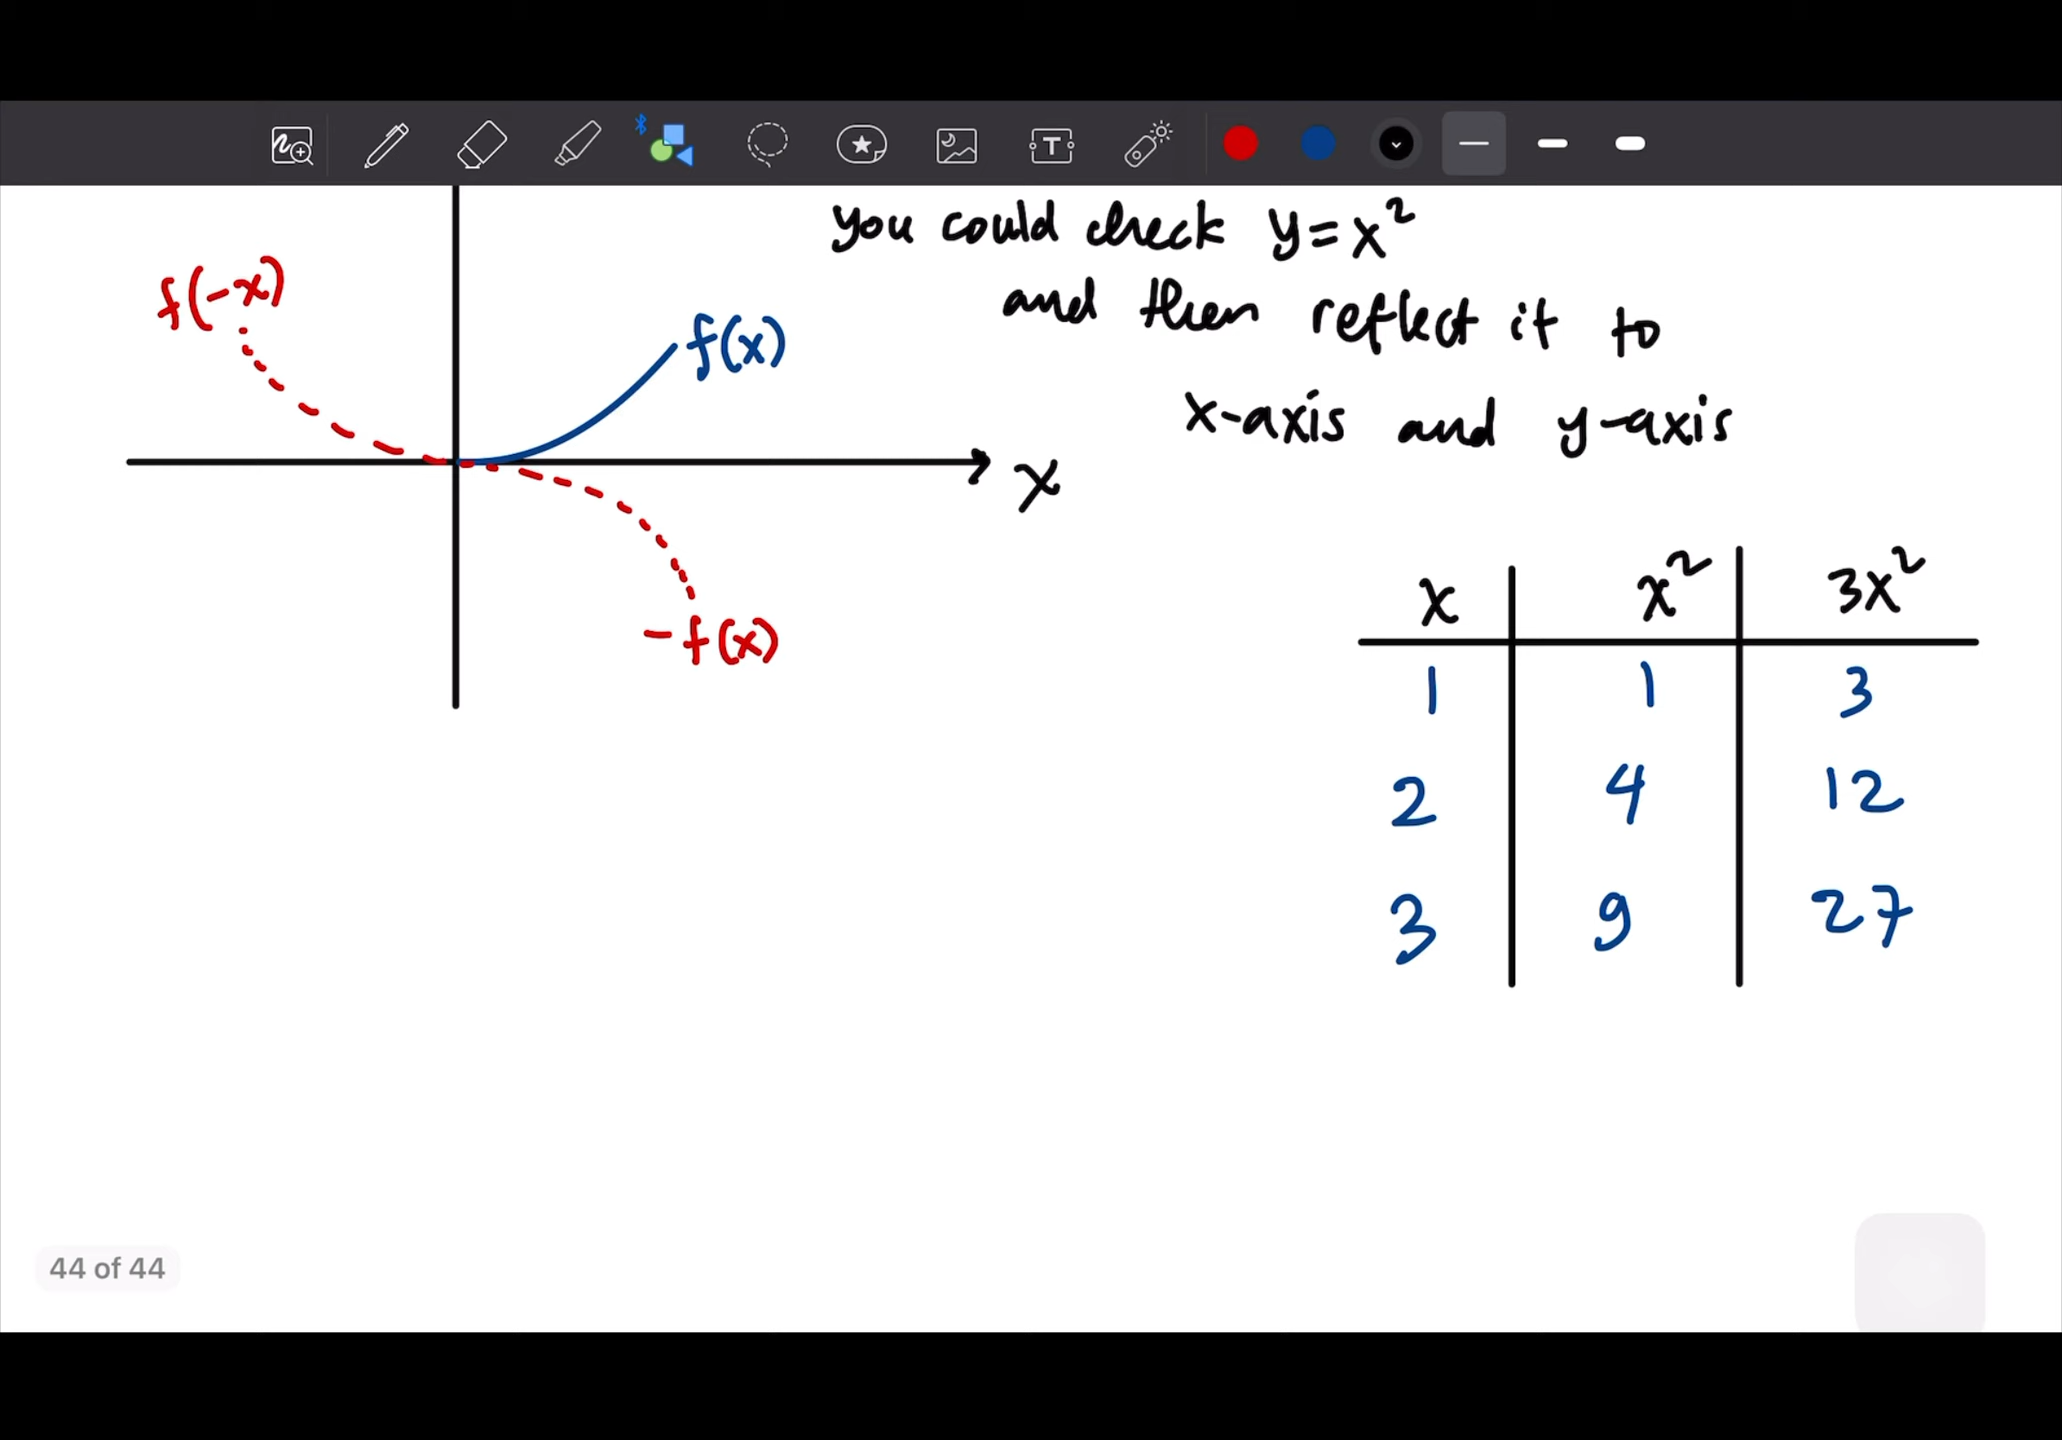 you could check y=x²
and then reflect it to
x-axis and y-axis
f(-x)
f(x)
x
-f(x)
x x² 3x²
1 1 3
2 4 12
3 9 27
44 of 44